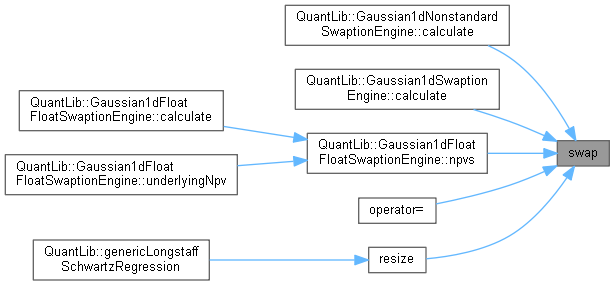 QuantLib::Gaussian1dNonstandard
SwaptionEngine::calculate
QuantLib::Gaussian1dSwaption
Engine::calculate
QuantLib::Gaussian1dFloat
FloatSwaptionEngine::calculate
QuantLib::Gaussian1dFloat
FloatSwaptionEngine::npvs
swap
QuantLib::Gaussian1dFloat
FloatSwaptionEngine::underlyingNpv
operator=
QuantLib::genericLongstaff
SchwartzRegression
resize